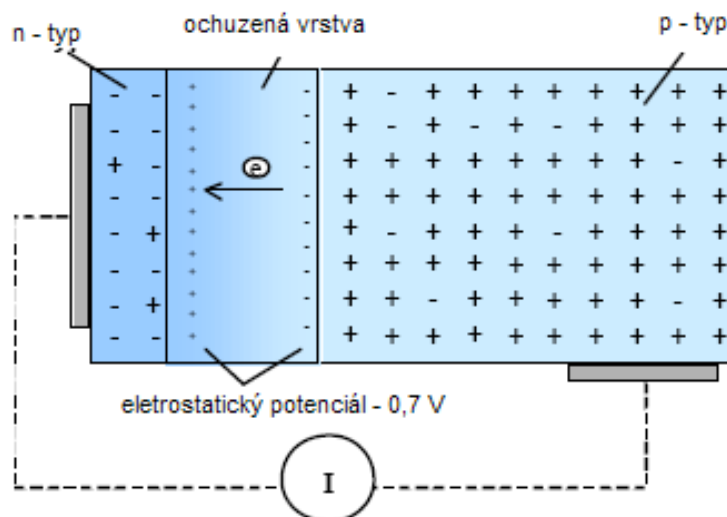 n - typ
ochuzená vrstva
p - typ
e
eletrostatický potenciál - 0,7 V
I